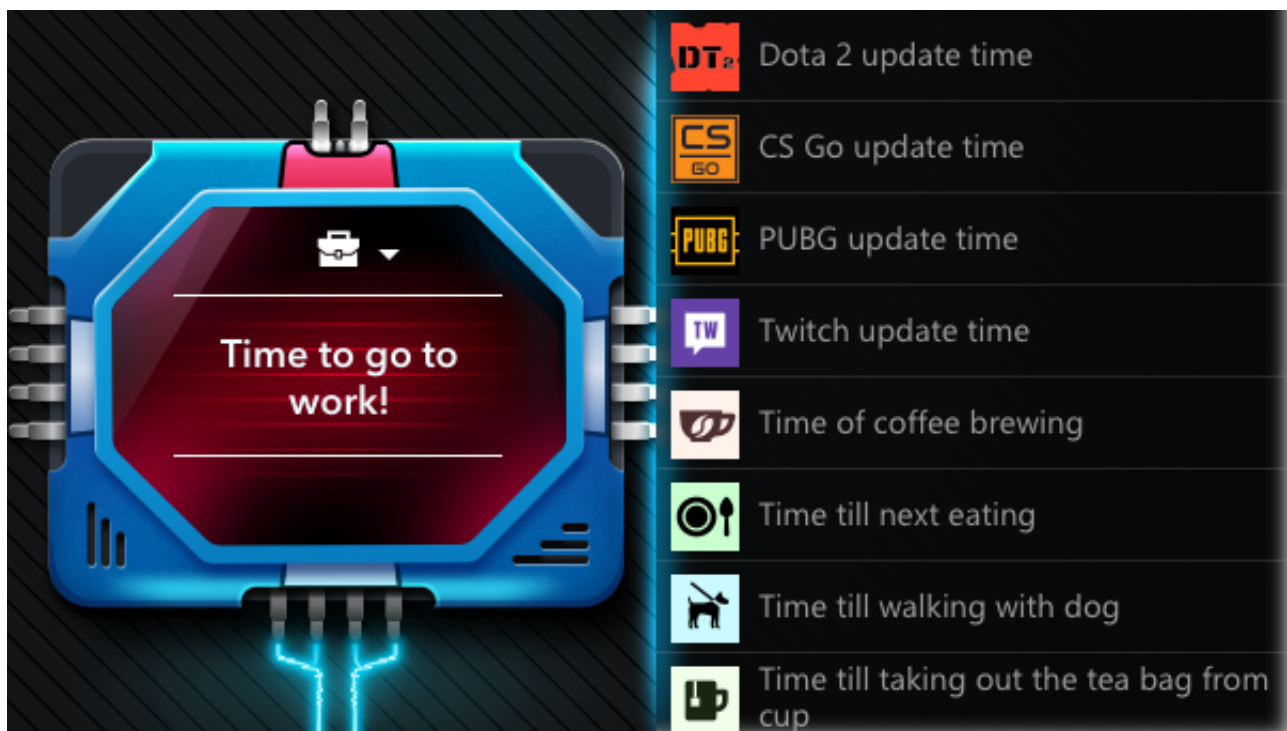 Time to go to
work!
DT2
Dota 2 update time
CS
GO
CS Go update time
PUBG
PUBG update time
TW
Twitch update time
Time of coffee brewing
Time till next eating
Time till walking with dog
Time till taking out the tea bag from
cup